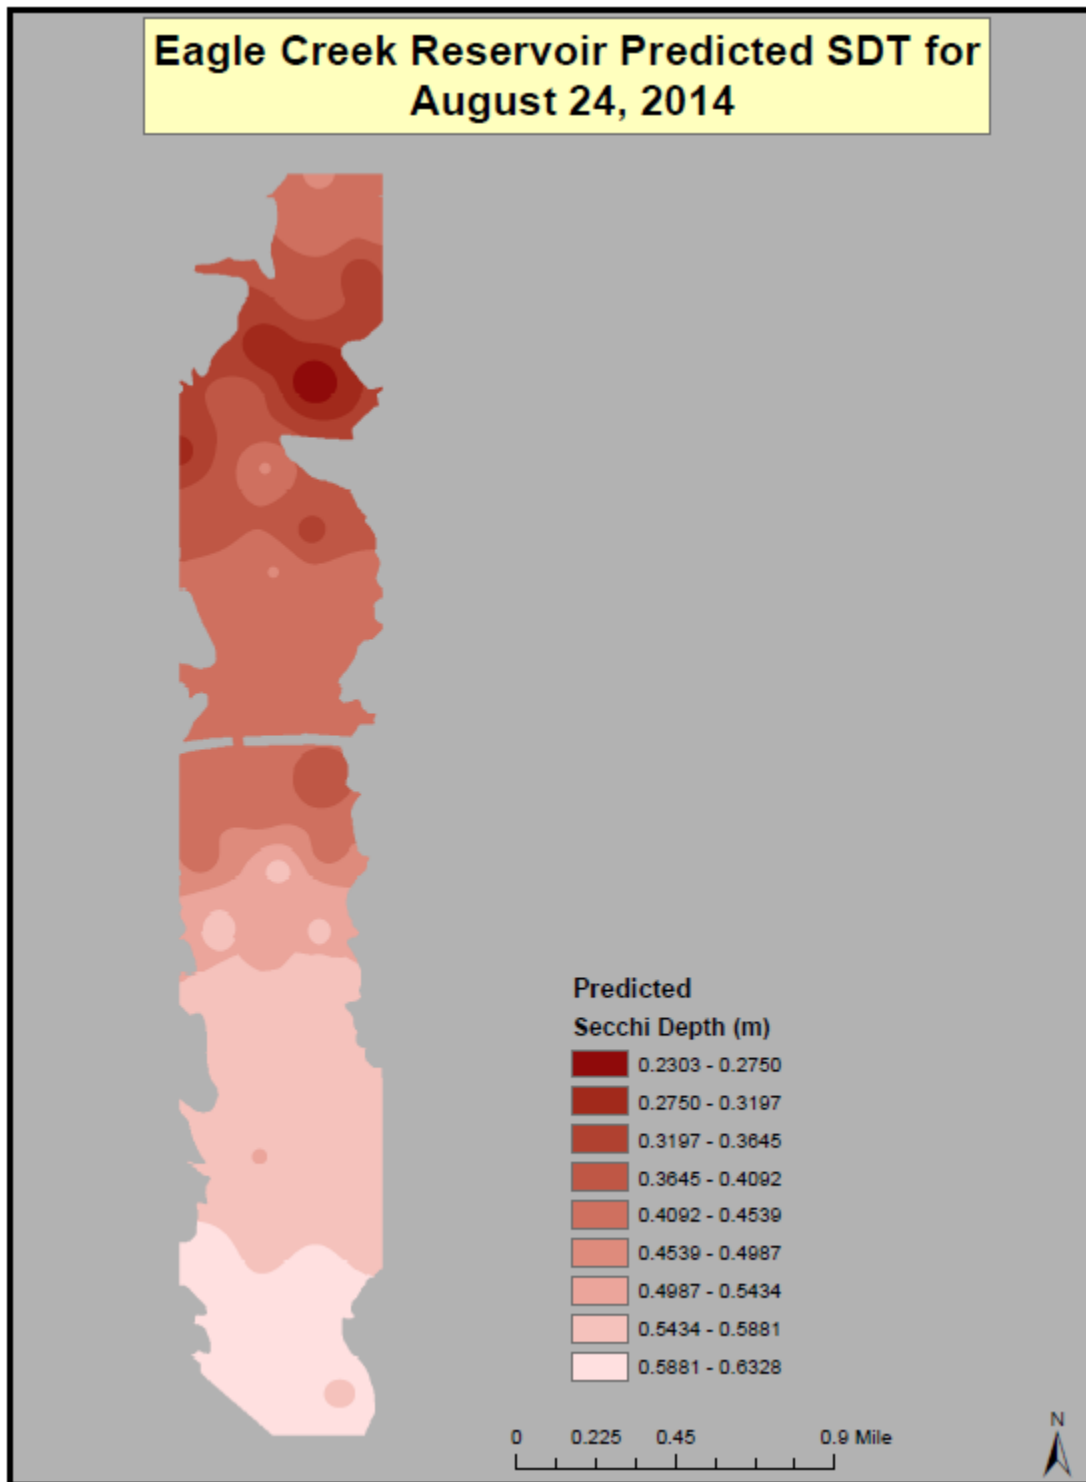 Eagle Creek Reservoir Predicted SDT for
August 24, 2014
Predicted
Secchi Depth (m)
0.2303 - 0.2750
0.2750 - 0.3197
0.3197 - 0.3645
0.3645 - 0.4092
0.4092 - 0.4539
0.4539 - 0.4987
0.4987 - 0.5434
0.5434 - 0.5881
0.5881 - 0.6328
0 0.225 0.45 0.9 Mile
N